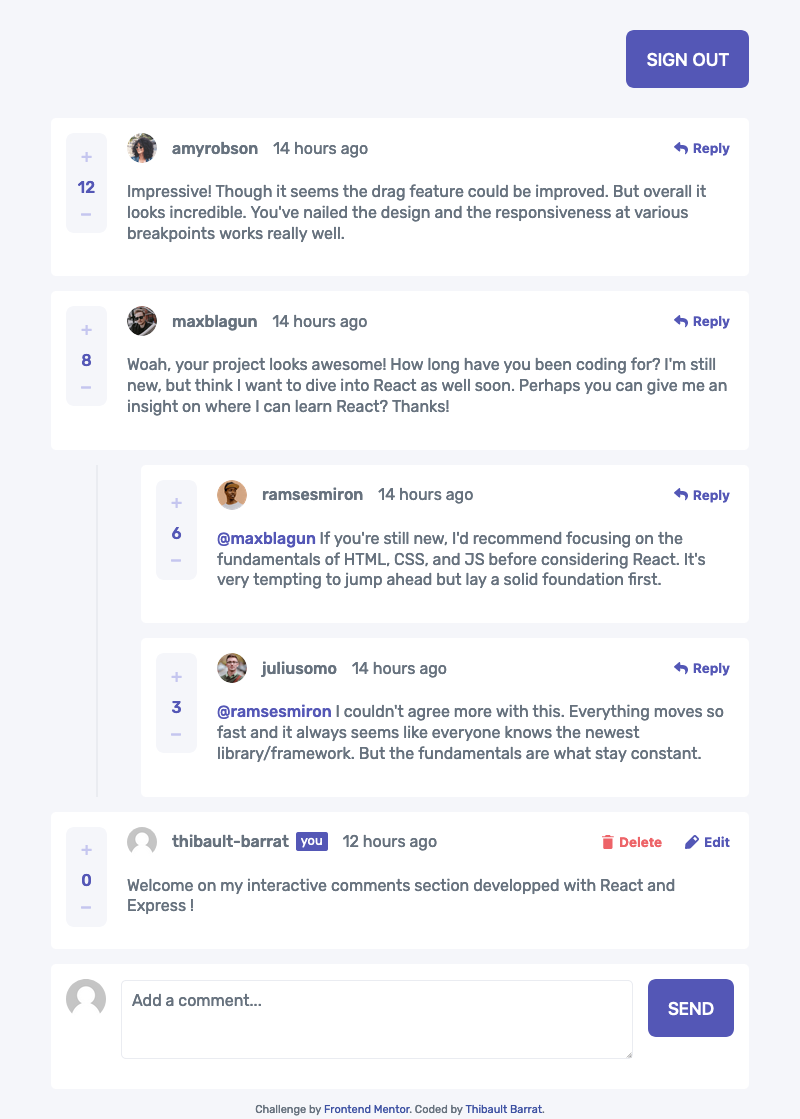 SIGN OUT
+
12
−
amyrobson 14 hours ago
Reply
Impressive! Though it seems the drag feature could be improved. But overall it
looks incredible. You've nailed the design and the responsiveness at various
breakpoints works really well.
+
8
−
maxblagun 14 hours ago
Reply
Woah, your project looks awesome! How long have you been coding for? I'm still
new, but think I want to dive into React as well soon. Perhaps you can give me an
insight on where I can learn React? Thanks!
+
6
−
ramsesmiron 14 hours ago
Reply
@maxblagun If you're still new, I'd recommend focusing on the
fundamentals of HTML, CSS, and JS before considering React. It's
very tempting to jump ahead but lay a solid foundation first.
+
3
−
juliusomo 14 hours ago
Reply
@ramsesmiron I couldn't agree more with this. Everything moves so
fast and it always seems like everyone knows the newest
library/framework. But the fundamentals are what stay constant.
+
0
−
thibault-barrat you 12 hours ago
Delete Edit
Welcome on my interactive comments section developped with React and
Express !
Add a comment...
SEND
Challenge by Frontend Mentor. Coded by Thibault Barrat.